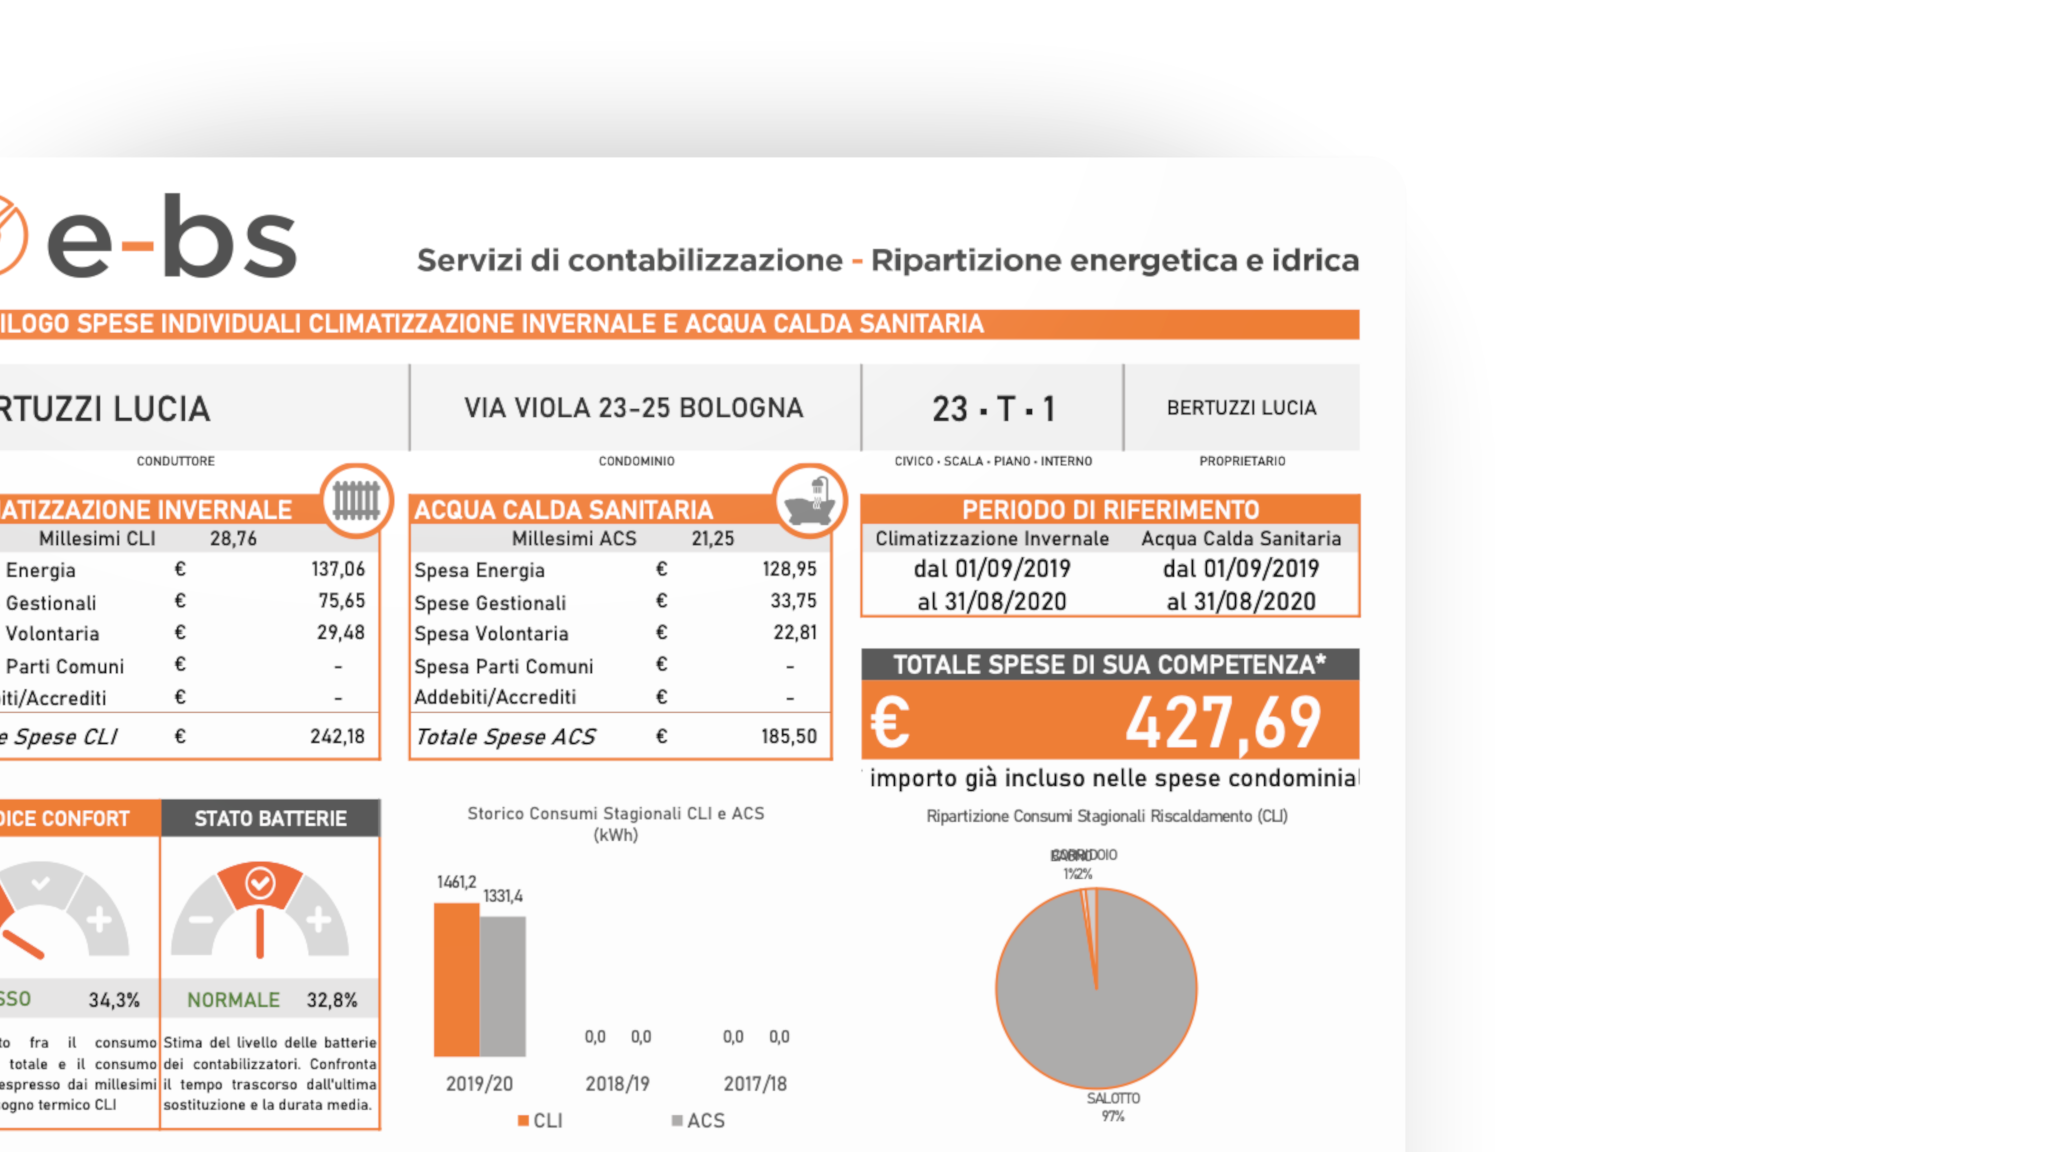 e-bs
Servizi di contabilizzazione - Ripartizione energetica e idrica
ILOGO SPESE INDIVIDUALI CLIMATIZZAZIONE INVERNALE E ACQUA CALDA SANITARIA
RTUZZI LUCIA
CONDUTTORE
VIA VIOLA 23-25 BOLOGNA
CONDOMINIO
23 · T · 1
CIVICO · SCALA · PIANO · INTERNO
BERTUZZI LUCIA
PROPRIETARIO
MATIZZAZIONE INVERNALE
Millesimi CLI 28,76
Energia € 137,06
Gestionali € 75,65
Volontaria € 29,48
Parti Comuni € -
iti/Accrediti € -
e Spese CLI € 242,18
ACQUA CALDA SANITARIA
Millesimi ACS 21,25
Spesa Energia € 128,95
Spese Gestionali € 33,75
Spesa Volontaria € 22,81
Spesa Parti Comuni € -
Addebiti/Accrediti € -
Totale Spese ACS € 185,50
PERIODO DI RIFERIMENTO
Climatizzazione Invernale Acqua Calda Sanitaria
dal 01/09/2019 dal 01/09/2019
al 31/08/2020 al 31/08/2020
TOTALE SPESE DI SUA COMPETENZA*
€ 427,69
importo già incluso nelle spese condominial
DICE CONFORT
SSO 34,3%
to fra il consumo
totale e il consumo
espresso dai millesimi
ogno termico CLI
STATO BATTERIE
NORMALE 32,8%
Stima del livello delle batterie
dei contabilizzatori. Confronta
il tempo trascorso dall'ultima
sostituzione e la durata media.
Storico Consumi Stagionali CLI e ACS
(kWh)
1461,2
1331,4
0,0 0,0 0,0 0,0
2019/20 2018/19 2017/18
CLI ACS
Ripartizione Consumi Stagionali Riscaldamento (CLI)
CORRIDOIO
1% 2%
SALOTTO
97%